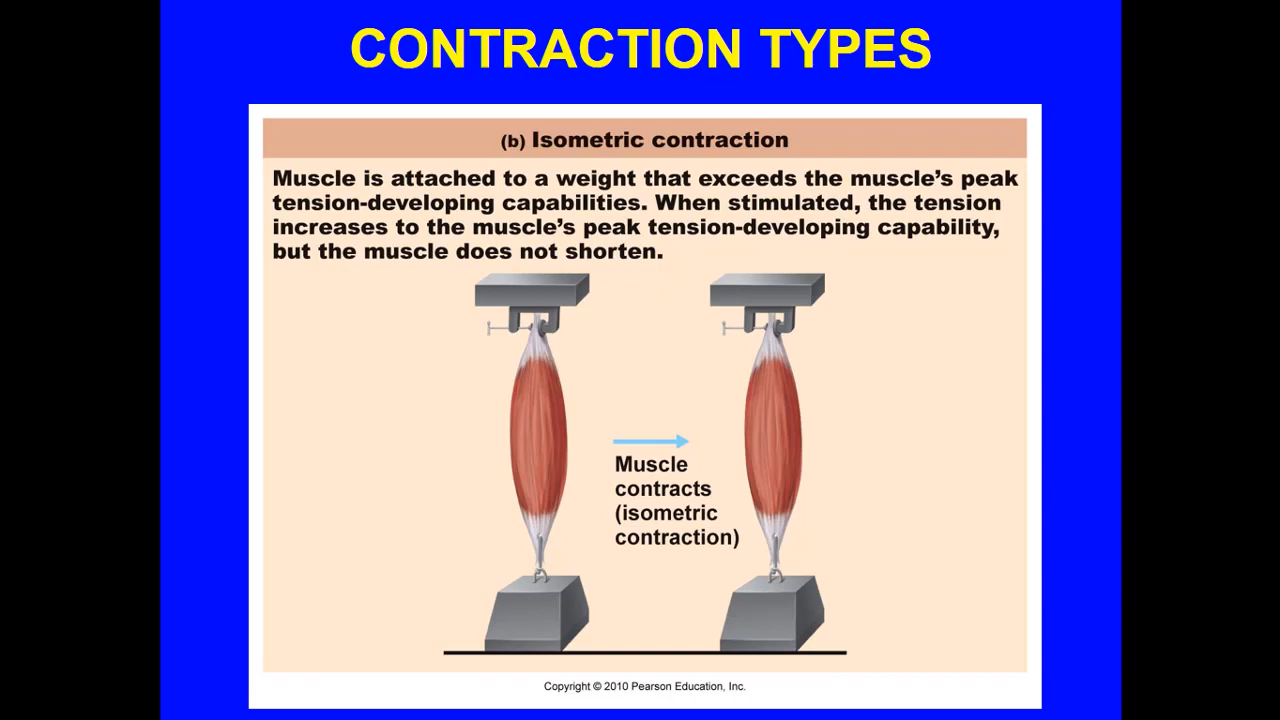 CONTRACTION TYPES
(b) Isometric contraction
Muscle is attached to a weight that exceeds the muscle’s peak
tension-developing capabilities. When stimulated, the tension
increases to the muscle’s peak tension-developing capability,
but the muscle does not shorten.
Muscle
contracts
(isometric
contraction)
Copyright © 2010 Pearson Education, Inc.